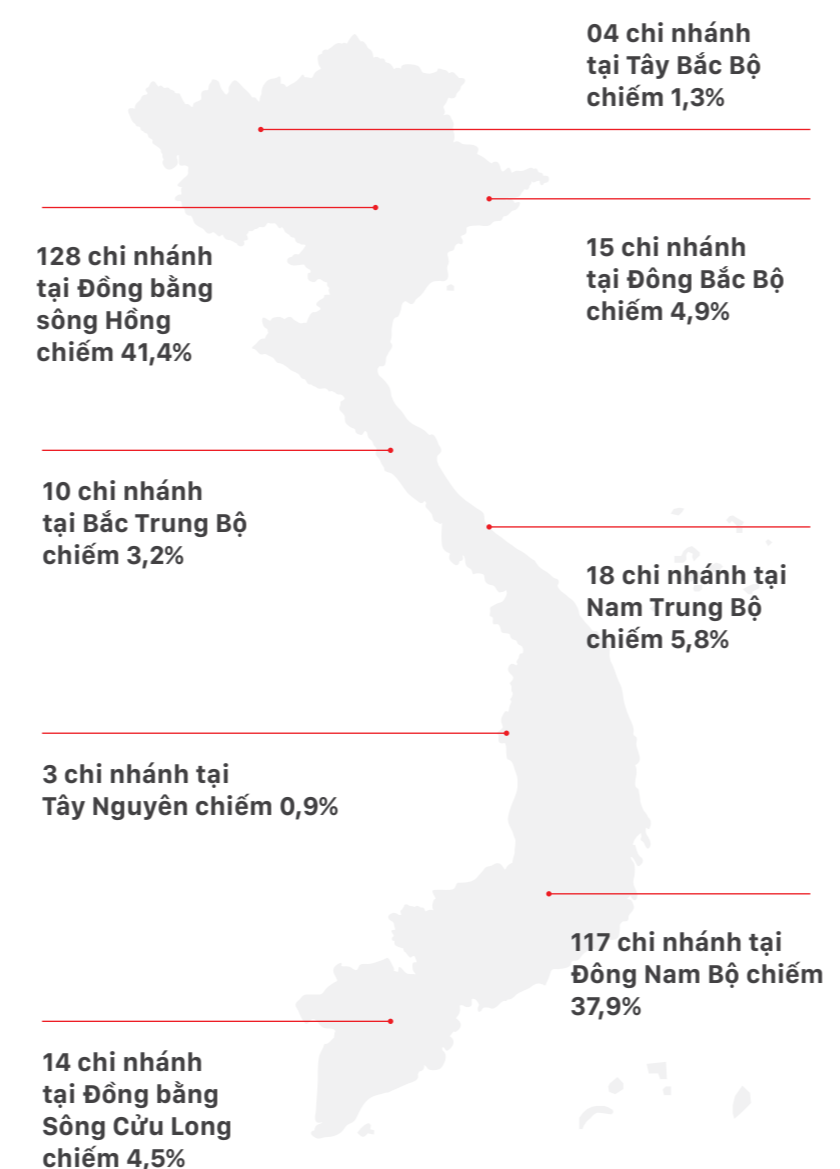 04 chi nhánh
tại Tây Bắc Bộ
chiếm 1,3%
128 chi nhánh
tại Đồng bằng
sông Hồng
chiếm 41,4%
15 chi nhánh
tại Đông Bắc Bộ
chiếm 4,9%
10 chi nhánh
tại Bắc Trung Bộ
chiếm 3,2%
18 chi nhánh tại
Nam Trung Bộ
chiếm 5,8%
3 chi nhánh tại
Tây Nguyên chiếm 0,9%
117 chi nhánh tại
Đông Nam Bộ chiếm
37,9%
14 chi nhánh
tại Đồng bằng
Sông Cửu Long
chiếm 4,5%